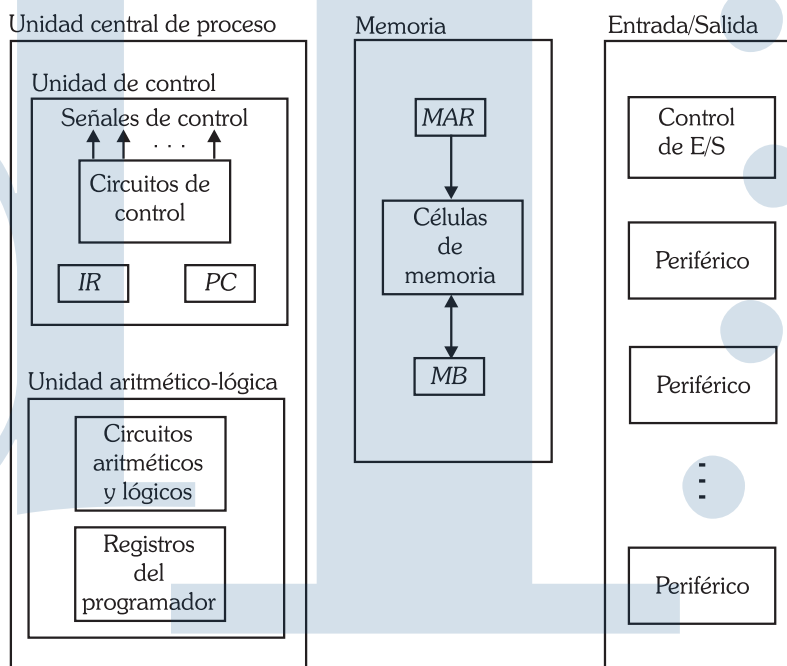 Unidad central de proceso
Unidad de control
Señales de control
. . .
Circuitos de
control
IR
PC
Unidad aritmético-lógica
Circuitos
aritméticos
y lógicos
Registros
del
programador
Memoria
MAR
Células
de
memoria
MB
Entrada/Salida
Control
de E/S
Periférico
Periférico
Periférico